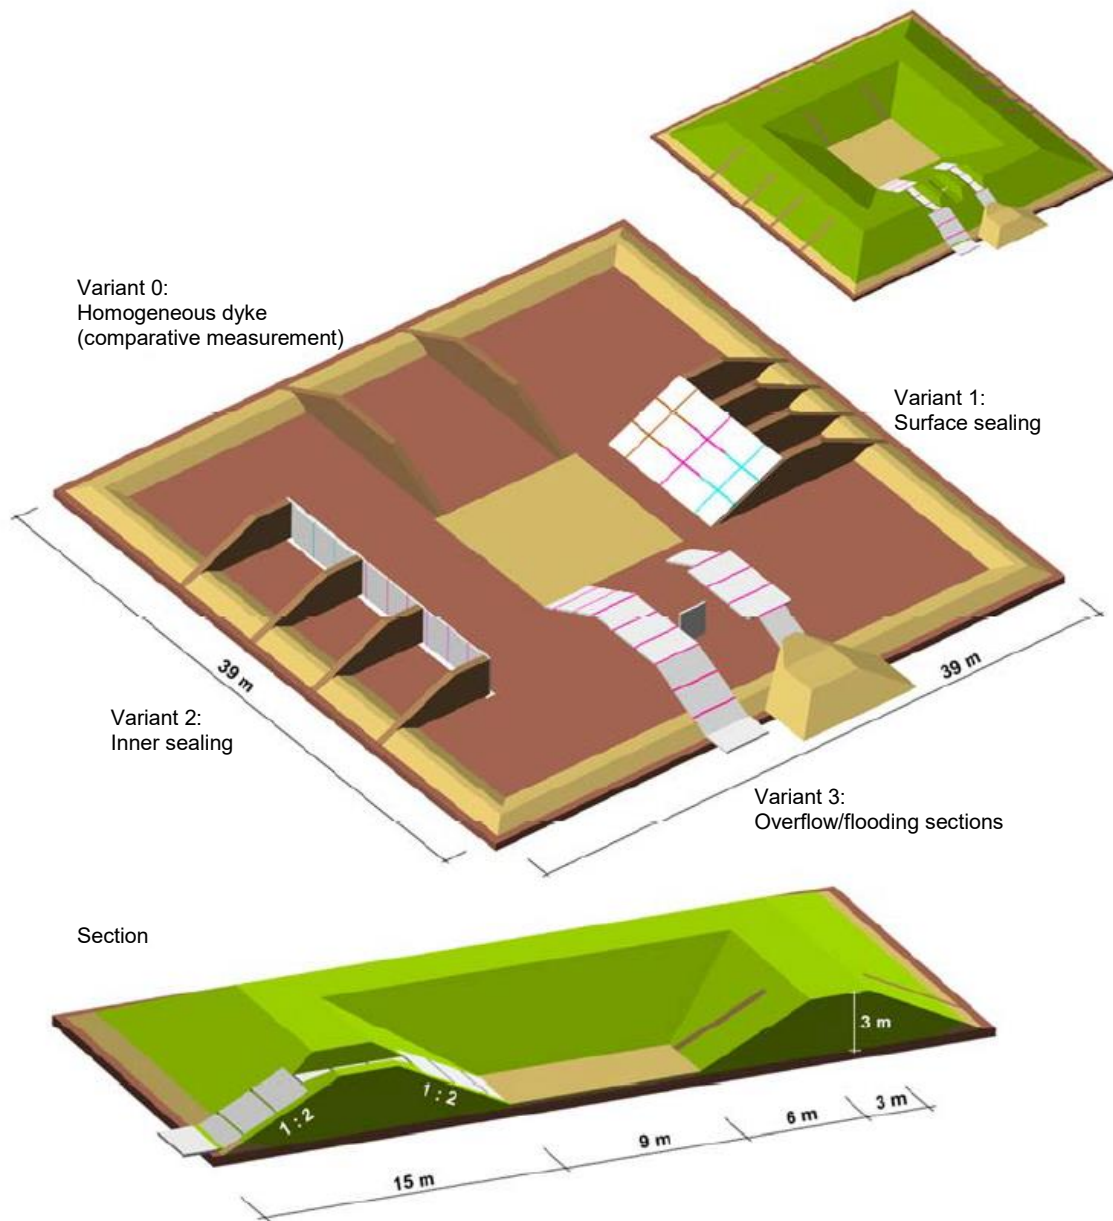 Variant 0:
Homogeneous dyke
(comparative measurement)
Variant 1:
Surface sealing
39 m
39 m
Variant 2:
Inner sealing
Variant 3:
Overflow/flooding sections
Section
3 m
1 : 2
1 : 2
3 m
6 m
9 m
15 m